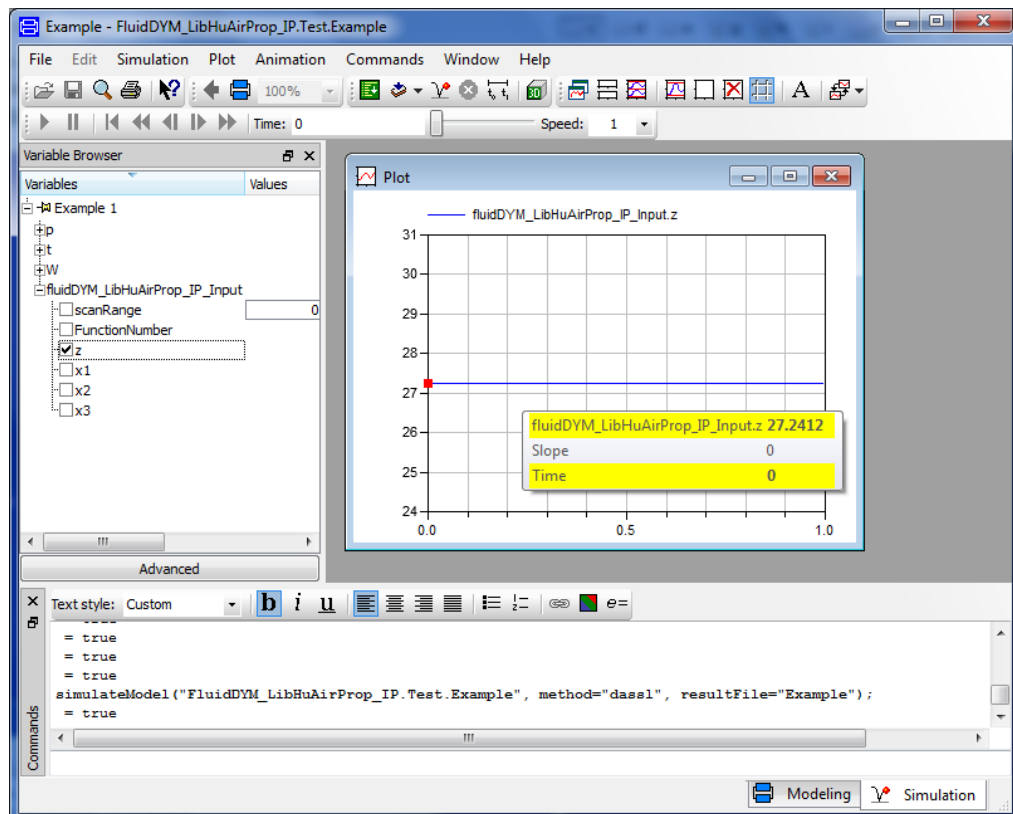 Example - FluidDYM_LibHuAirProp_IP.Test.Example
File Edit Simulation Plot Animation Commands Window Help
100% 3D A
Time: 0 Speed: 1
Variable Browser
Variables Values
Example 1
p
t
W
fluidDYM_LibHuAirProp_IP_Input
scanRange 0
FunctionNumber
z
x1
x2
x3
Advanced
Plot
fluidDYM_LibHuAirProp_IP_Input.z
31
30
29
28
27
26
25
24
0.0 0.5 1.0
fluidDYM_LibHuAirProp_IP_Input.z 27.2412
Slope 0
Time 0
Text style: Custom b i u e=
= true
= true
= true
simulateModel("FluidDYM_LibHuAirProp_IP.Test.Example", method="dassl", resultFile="Example");
= true
Commands
Modeling Simulation